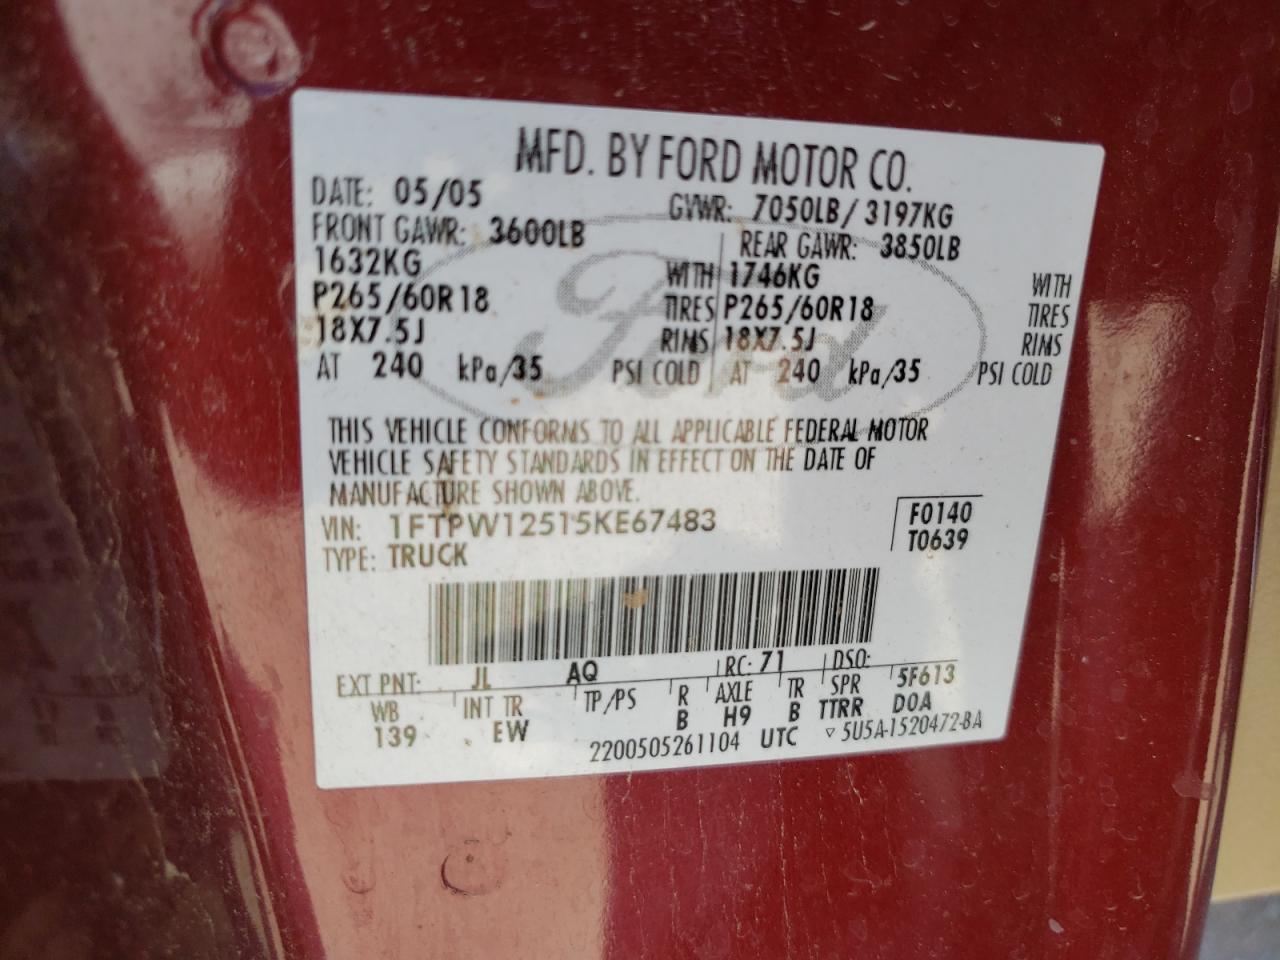 MFD. BY FORD MOTOR CO.
DATE: 05/05 GVWR: 7050LB/ 3197KG
FRONT GAWR: 3600LB REAR GAWR: 3850LB
1632KG WITH 1746KG WITH
P265/60R18 TIRES P265/60R18 TIRES
18X7.5J RIMS 18X7.5J RIMS
AT 240 kPa/35 PSI COLD AT 240 kPa/35 PSI COLD
Ford
THIS VEHICLE CONFORMS TO ALL APPLICABLE FEDERAL MOTOR
VEHICLE SAFETY STANDARDS IN EFFECT ON THE DATE OF
MANUFACTURE SHOWN ABOVE.
VIN: 1FTPW12515KE67483 F0140
TYPE: TRUCK T0639
EXT PNT: JL AQ RC: 71 DSO:
WB INT TR TP/PS R AXLE TR SPR 5F613
139 EW B H9 B TTRR DOA
2200505261104 UTC ▽ 5U5A-1520472-BA